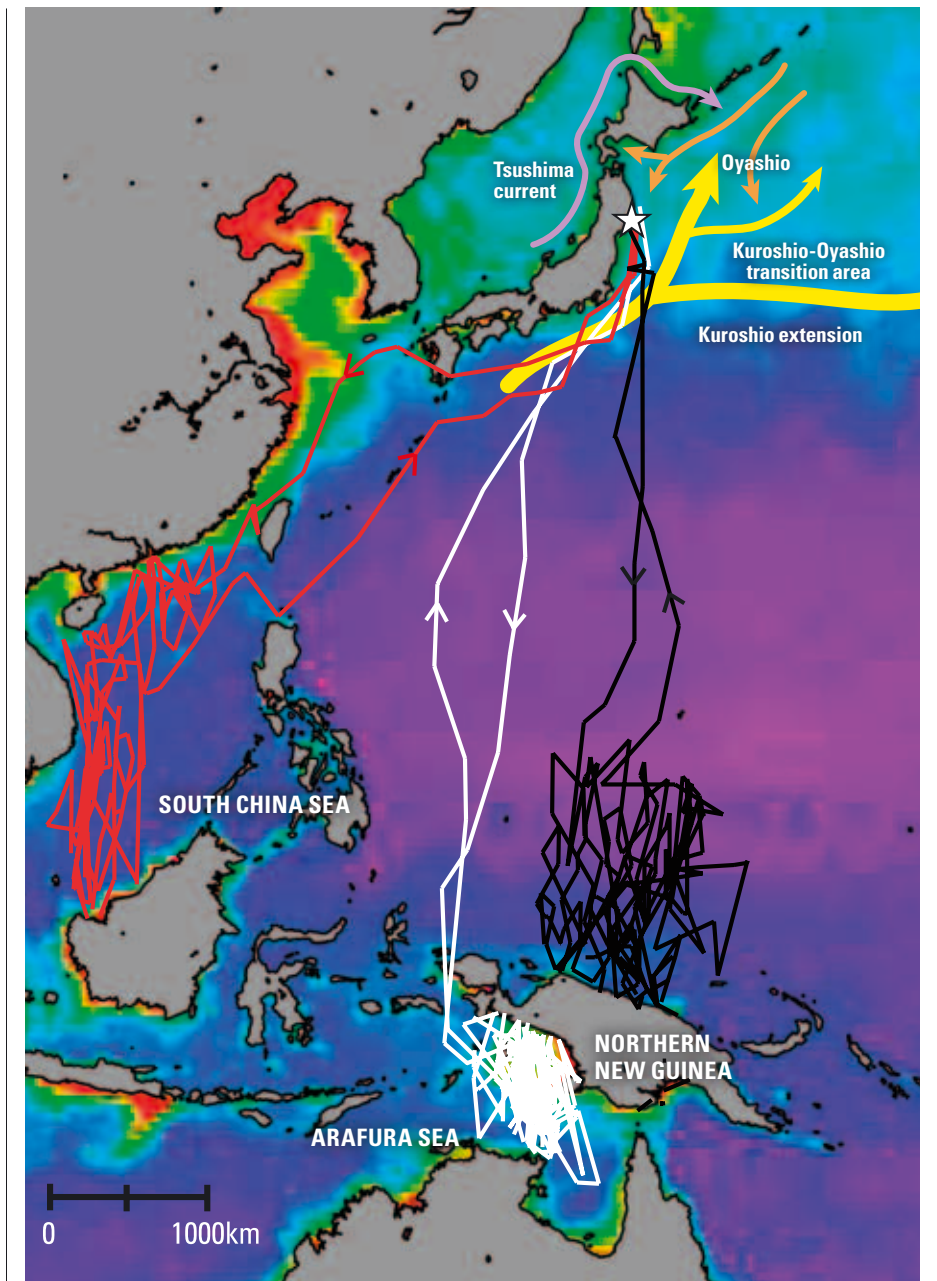 Tsushima
current
Oyashio
Kuroshio-Oyashio
transition area
Kuroshio extension
SOUTH CHINA SEA
NORTHERN
NEW GUINEA
ARAFURA SEA
0 1000km